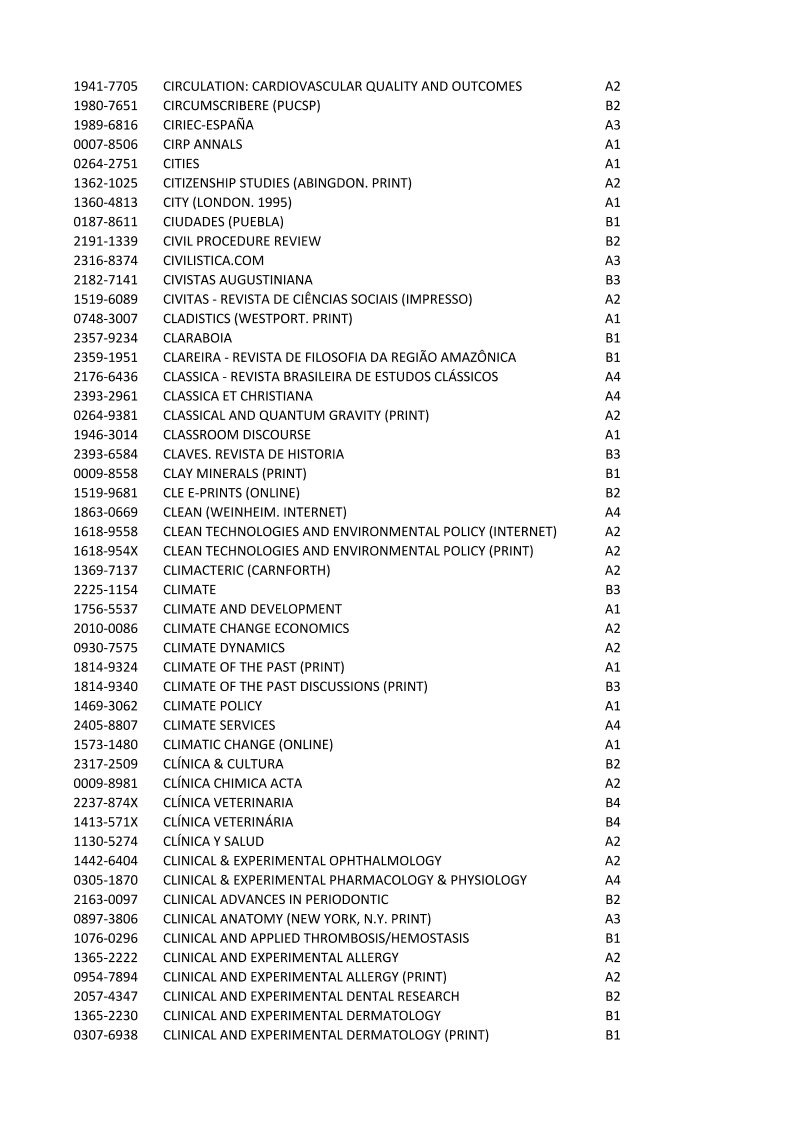 1941-7705 CIRCULATION: CARDIOVASCULAR QUALITY AND OUTCOMES A2
1980-7651 CIRCUMSCRIBERE (PUCSP) B2
1989-6816 CIRIEC-ESPAÑA A3
0007-8506 CIRP ANNALS A1
0264-2751 CITIES A1
1362-1025 CITIZENSHIP STUDIES (ABINGDON. PRINT) A2
1360-4813 CITY (LONDON. 1995) A1
0187-8611 CIUDADES (PUEBLA) B1
2191-1339 CIVIL PROCEDURE REVIEW B2
2316-8374 CIVILISTICA.COM A3
2182-7141 CIVISTAS AUGUSTINIANA B3
1519-6089 CIVITAS - REVISTA DE CIÊNCIAS SOCIAIS (IMPRESSO) A2
0748-3007 CLADISTICS (WESTPORT. PRINT) A1
2357-9234 CLARABOIA B1
2359-1951 CLAREIRA - REVISTA DE FILOSOFIA DA REGIÃO AMAZÔNICA B1
2176-6436 CLASSICA - REVISTA BRASILEIRA DE ESTUDOS CLÁSSICOS A4
2393-2961 CLASSICA ET CHRISTIANA A4
0264-9381 CLASSICAL AND QUANTUM GRAVITY (PRINT) A2
1946-3014 CLASSROOM DISCOURSE A1
2393-6584 CLAVES. REVISTA DE HISTORIA B3
0009-8558 CLAY MINERALS (PRINT) B1
1519-9681 CLE E-PRINTS (ONLINE) B2
1863-0669 CLEAN (WEINHEIM. INTERNET) A4
1618-9558 CLEAN TECHNOLOGIES AND ENVIRONMENTAL POLICY (INTERNET) A2
1618-954X CLEAN TECHNOLOGIES AND ENVIRONMENTAL POLICY (PRINT) A2
1369-7137 CLIMACTERIC (CARNFORTH) A2
2225-1154 CLIMATE B3
1756-5537 CLIMATE AND DEVELOPMENT A1
2010-0086 CLIMATE CHANGE ECONOMICS A2
0930-7575 CLIMATE DYNAMICS A2
1814-9324 CLIMATE OF THE PAST (PRINT) A1
1814-9340 CLIMATE OF THE PAST DISCUSSIONS (PRINT) B3
1469-3062 CLIMATE POLICY A1
2405-8807 CLIMATE SERVICES A4
1573-1480 CLIMATIC CHANGE (ONLINE) A1
2317-2509 CLÍNICA & CULTURA B2
0009-8981 CLÍNICA CHIMICA ACTA A2
2237-874X CLÍNICA VETERINARIA B4
1413-571X CLÍNICA VETERINÁRIA B4
1130-5274 CLÍNICA Y SALUD A2
1442-6404 CLINICAL & EXPERIMENTAL OPHTHALMOLOGY A2
0305-1870 CLINICAL & EXPERIMENTAL PHARMACOLOGY & PHYSIOLOGY A4
2163-0097 CLINICAL ADVANCES IN PERIODONTIC B2
0897-3806 CLINICAL ANATOMY (NEW YORK, N.Y. PRINT) A3
1076-0296 CLINICAL AND APPLIED THROMBOSIS/HEMOSTASIS B1
1365-2222 CLINICAL AND EXPERIMENTAL ALLERGY A2
0954-7894 CLINICAL AND EXPERIMENTAL ALLERGY (PRINT) A2
2057-4347 CLINICAL AND EXPERIMENTAL DENTAL RESEARCH B2
1365-2230 CLINICAL AND EXPERIMENTAL DERMATOLOGY B1
0307-6938 CLINICAL AND EXPERIMENTAL DERMATOLOGY (PRINT) B1